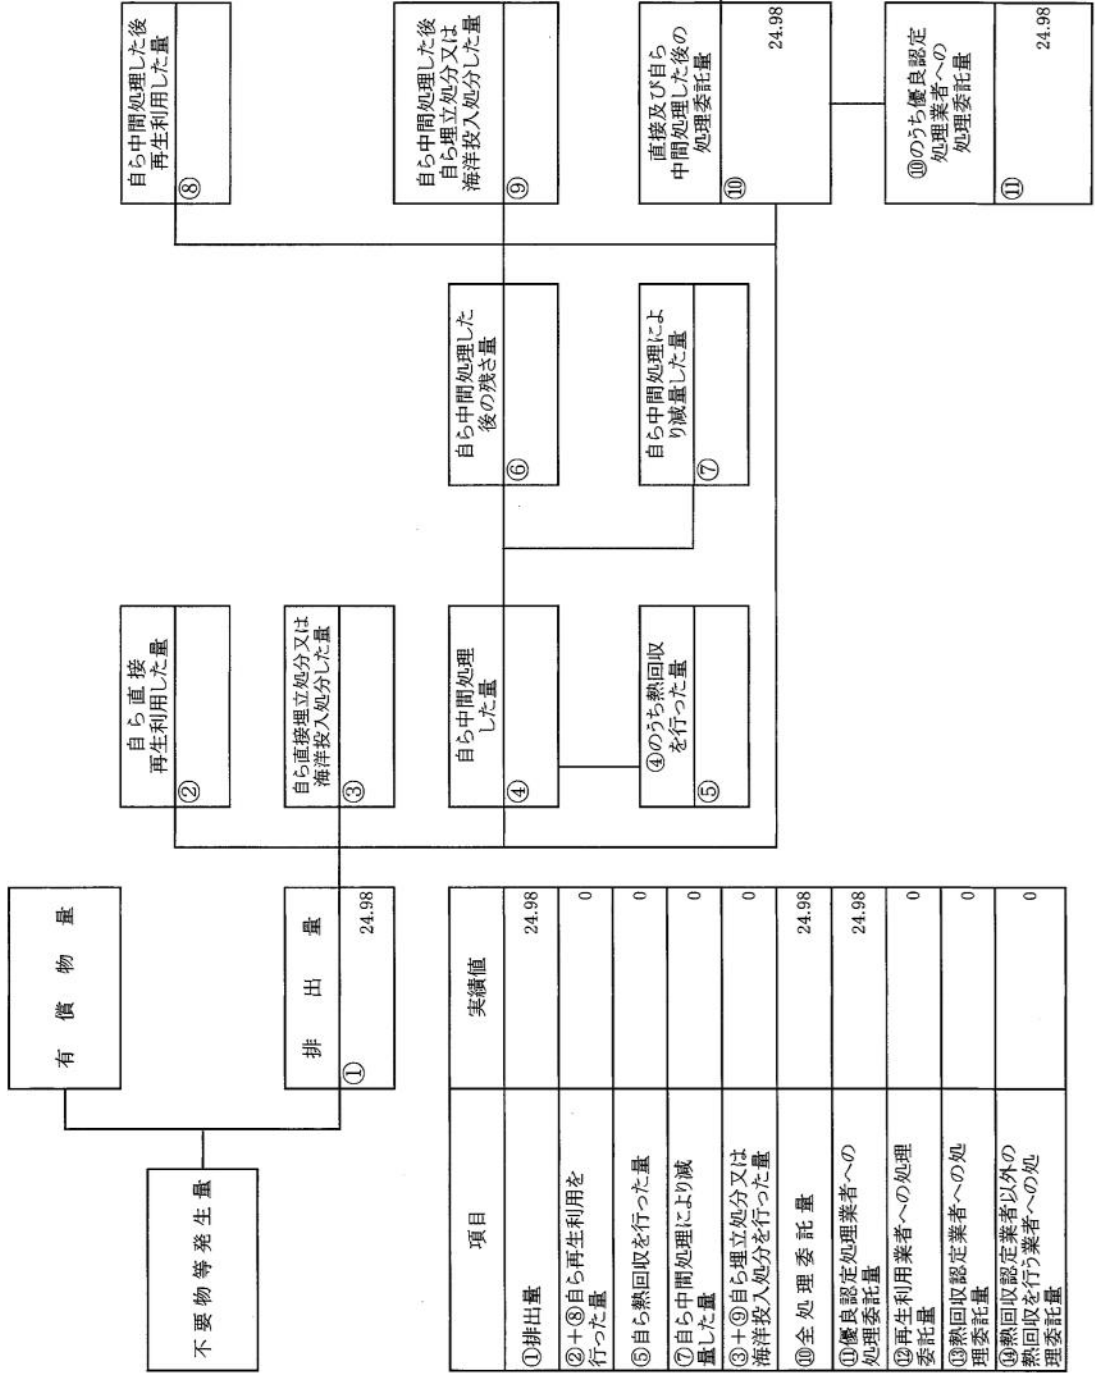 不要物等発生量
有償物量
排出量
①
24.98
自ら直接
再生利用した量
②
自ら直接埋立処分又は
海洋投入処分した量
③
自ら中間処理
した量
④
④のうち熱回収
を行った量
⑤
自ら中間処理した
後の残さ量
⑥
自ら中間処理によ
り減量した量
⑦
自ら中間処理した後
再生利用した量
⑧
自ら中間処理した後
自ら埋立処分又は
海洋投入処分した量
⑨
直接及び自ら
中間処理した後の
処理委託量
⑩
24.98
⑩のうち優良認定
処理業者への
処理委託量
⑪
24.98
項目 実績値
①排出量 24.98
②+⑧自ら再生利用を 0
行った量
⑤自ら熱回収を行った量 0
⑦自ら中間処理により減 0
量した量
③+⑨自ら埋立処分又は 0
海洋投入処分を行った量
⑩全処理委託量 24.98
⑪優良認定処理業者への 24.98
処理委託量
⑫再生利用業者への処理 0
委託量
⑬熱回収認定業者への処 0
理委託量
⑭熱回収認定業者以外の 0
熱回収を行う業者への処
理委託量